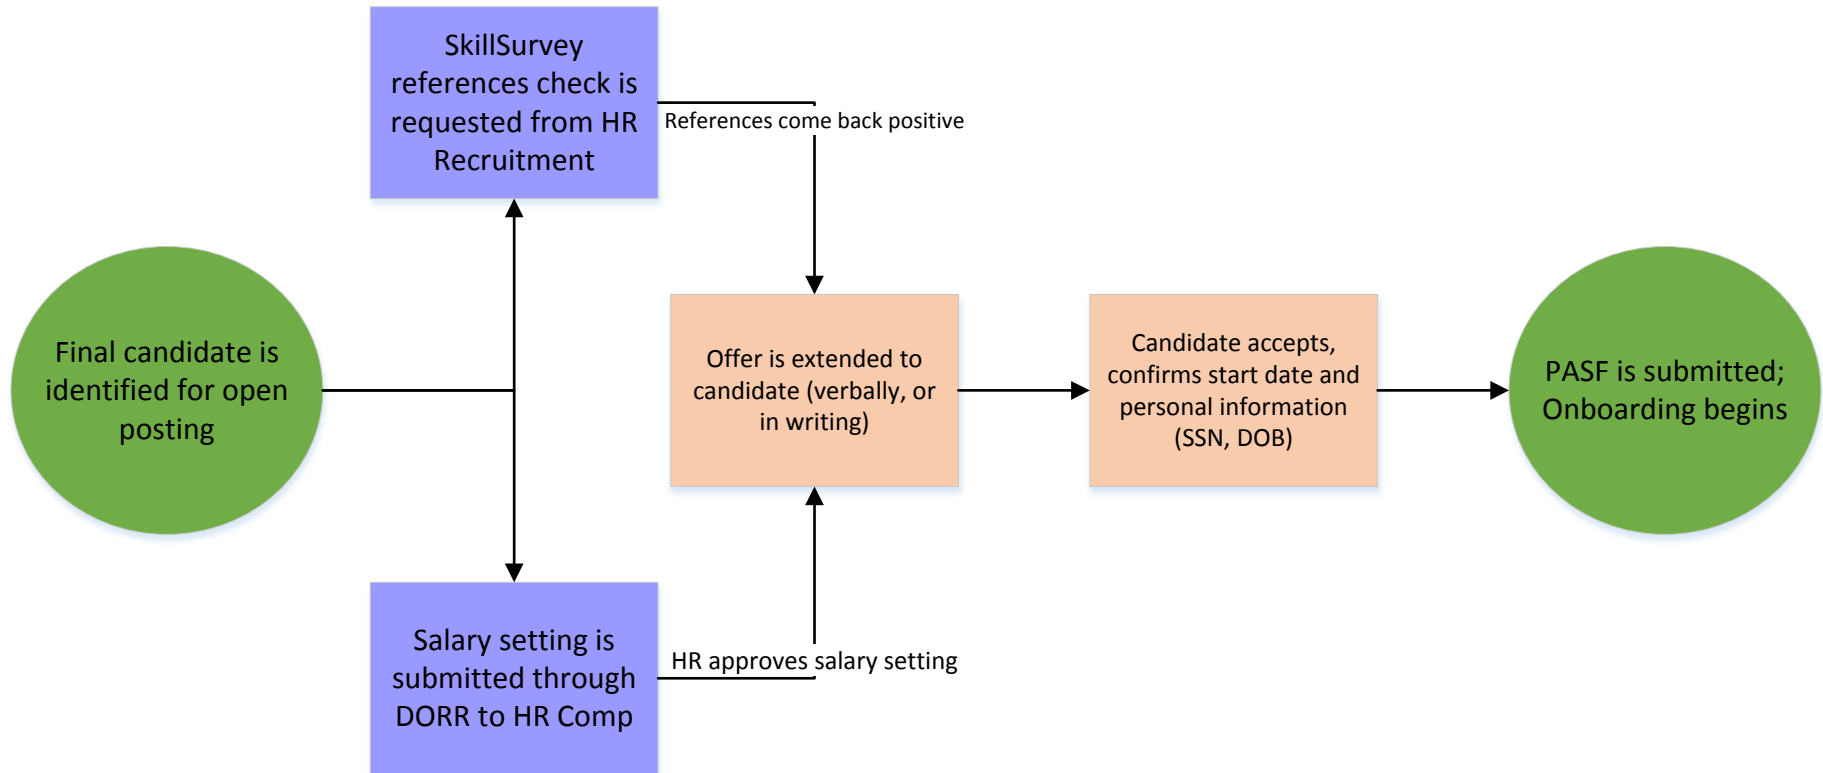 SkillSurvey
references check is
requested from HR
Recruitment
References come back positive
Final candidate is
identified for open
posting
Offer is extended to
candidate (verbally, or
in writing)
Candidate accepts,
confirms start date and
personal information
(SSN, DOB)
PASF is submitted;
Onboarding begins
Salary setting is
submitted through
DORR to HR Comp
HR approves salary setting